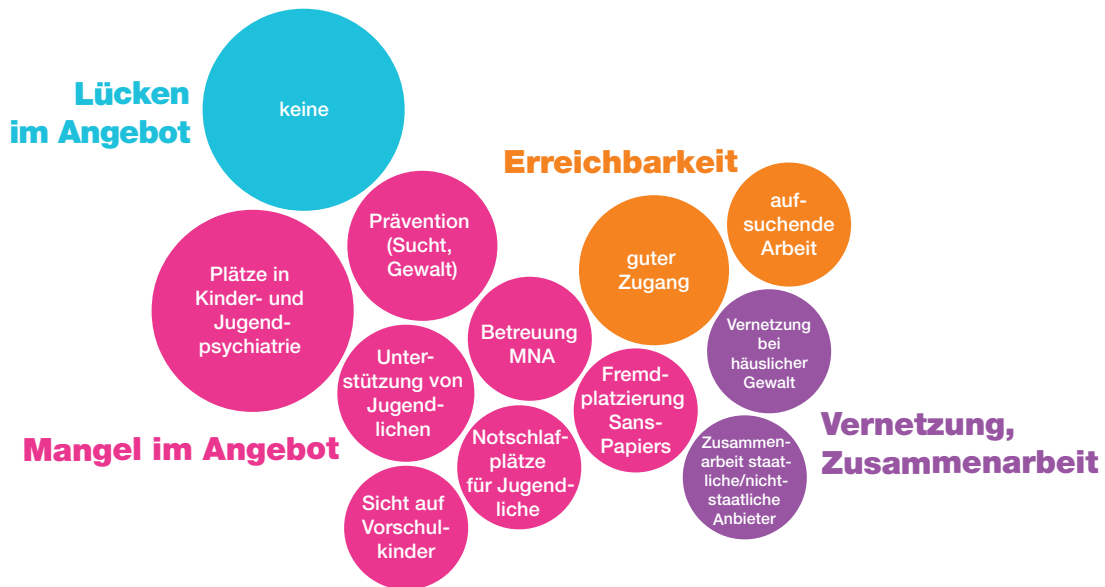 Lücken
im Angebot
keine
Erreichbarkeit
auf-
suchende
Arbeit
guter
Zugang
Prävention
(Sucht,
Gewalt)
Plätze in
Kinder- und
Jugend-
psychiatrie
Betreuung
MNA
Vernetzung
bei
häuslicher
Gewalt
Unter-
stützung von
Jugend-
lichen
Fremd-
platzierung
Sans-
Papiers
Mangel im Angebot
Notschlaf-
plätze
für Jugend-
liche
Vernetzung,
Zusammenarbeit
Zusammen-
arbeit staat-
liche/nicht-
staatliche
Anbieter
Sicht auf
Vorschul-
kinder